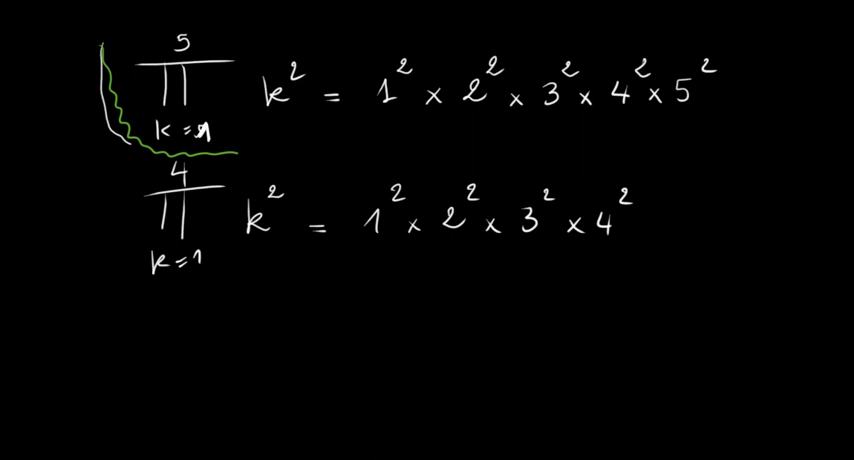 5
∏ k² = 1² × 2² × 3² × 4² × 5²
k=1
4
∏ k² = 1² × 2² × 3² × 4²
k=1